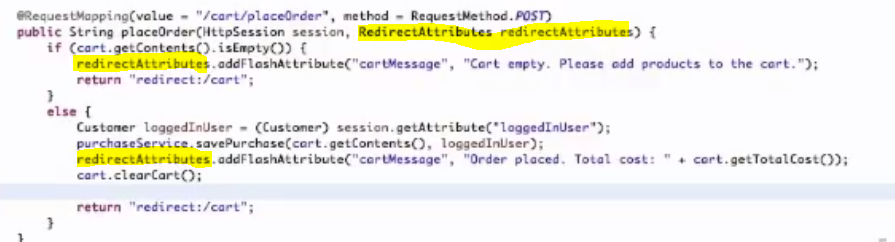 @RequestMapping(value = "/cart/placeOrder", method = RequestMethod.POST)
public String placeOrder(HttpSession session, RedirectAttributes redirectAttributes) {
if (cart.getContents().isEmpty()) {
redirectAttributes.addFlashAttribute("cartMessage", "Cart empty. Please add products to the cart.");
return "redirect:/cart";
}
else {
Customer loggedInUser = (Customer) session.getAttribute("loggedInUser");
purchaseService.savePurchase(cart.getContents(), loggedInUser);
redirectAttributes.addFlashAttribute("cartMessage", "Order placed. Total cost: " + cart.getTotalCost());
cart.clearCart();
return "redirect:/cart";
}
}